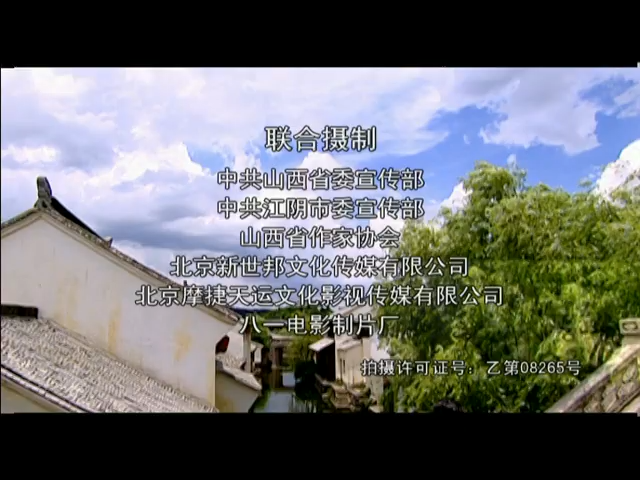 联合摄制
中共山西省委宣传部
中共江阴市委宣传部
山西省作家协会
北京新世邦文化传媒有限公司
北京摩捷天运文化影视传媒有限公司
八一电影制片厂
拍摄许可证号：乙第08265号